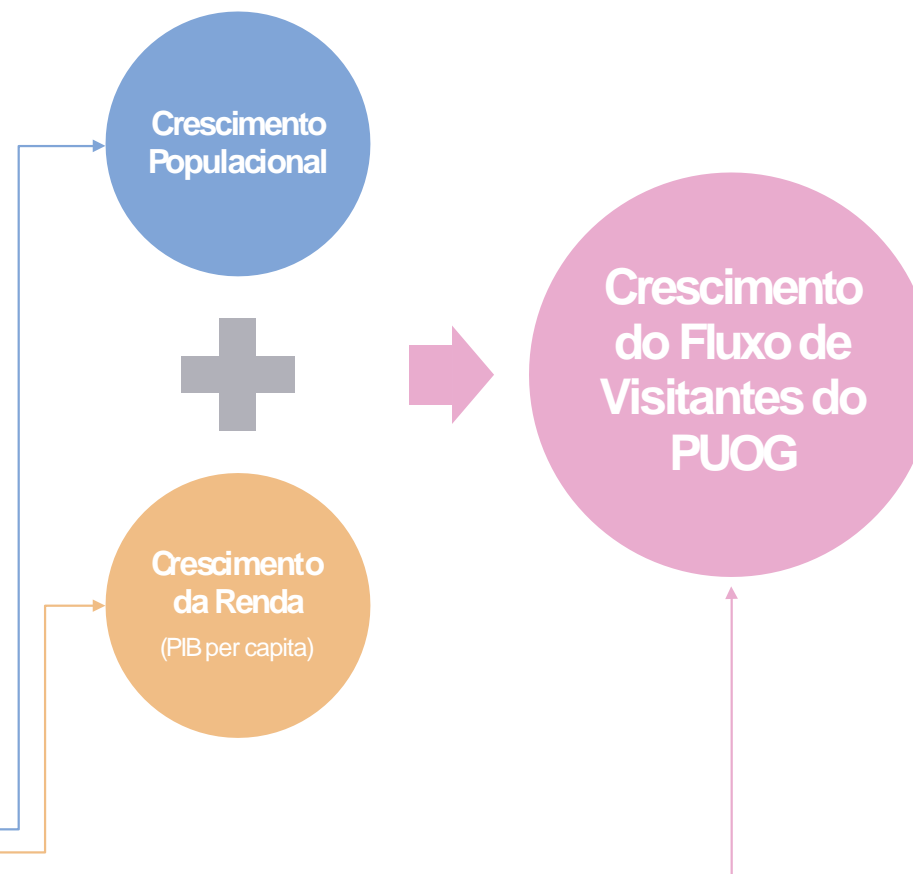 Crescimento
Populacional
Crescimento
da Renda
(PIB per capita)
Crescimento
do Fluxo de
Visitantes do
PUOG